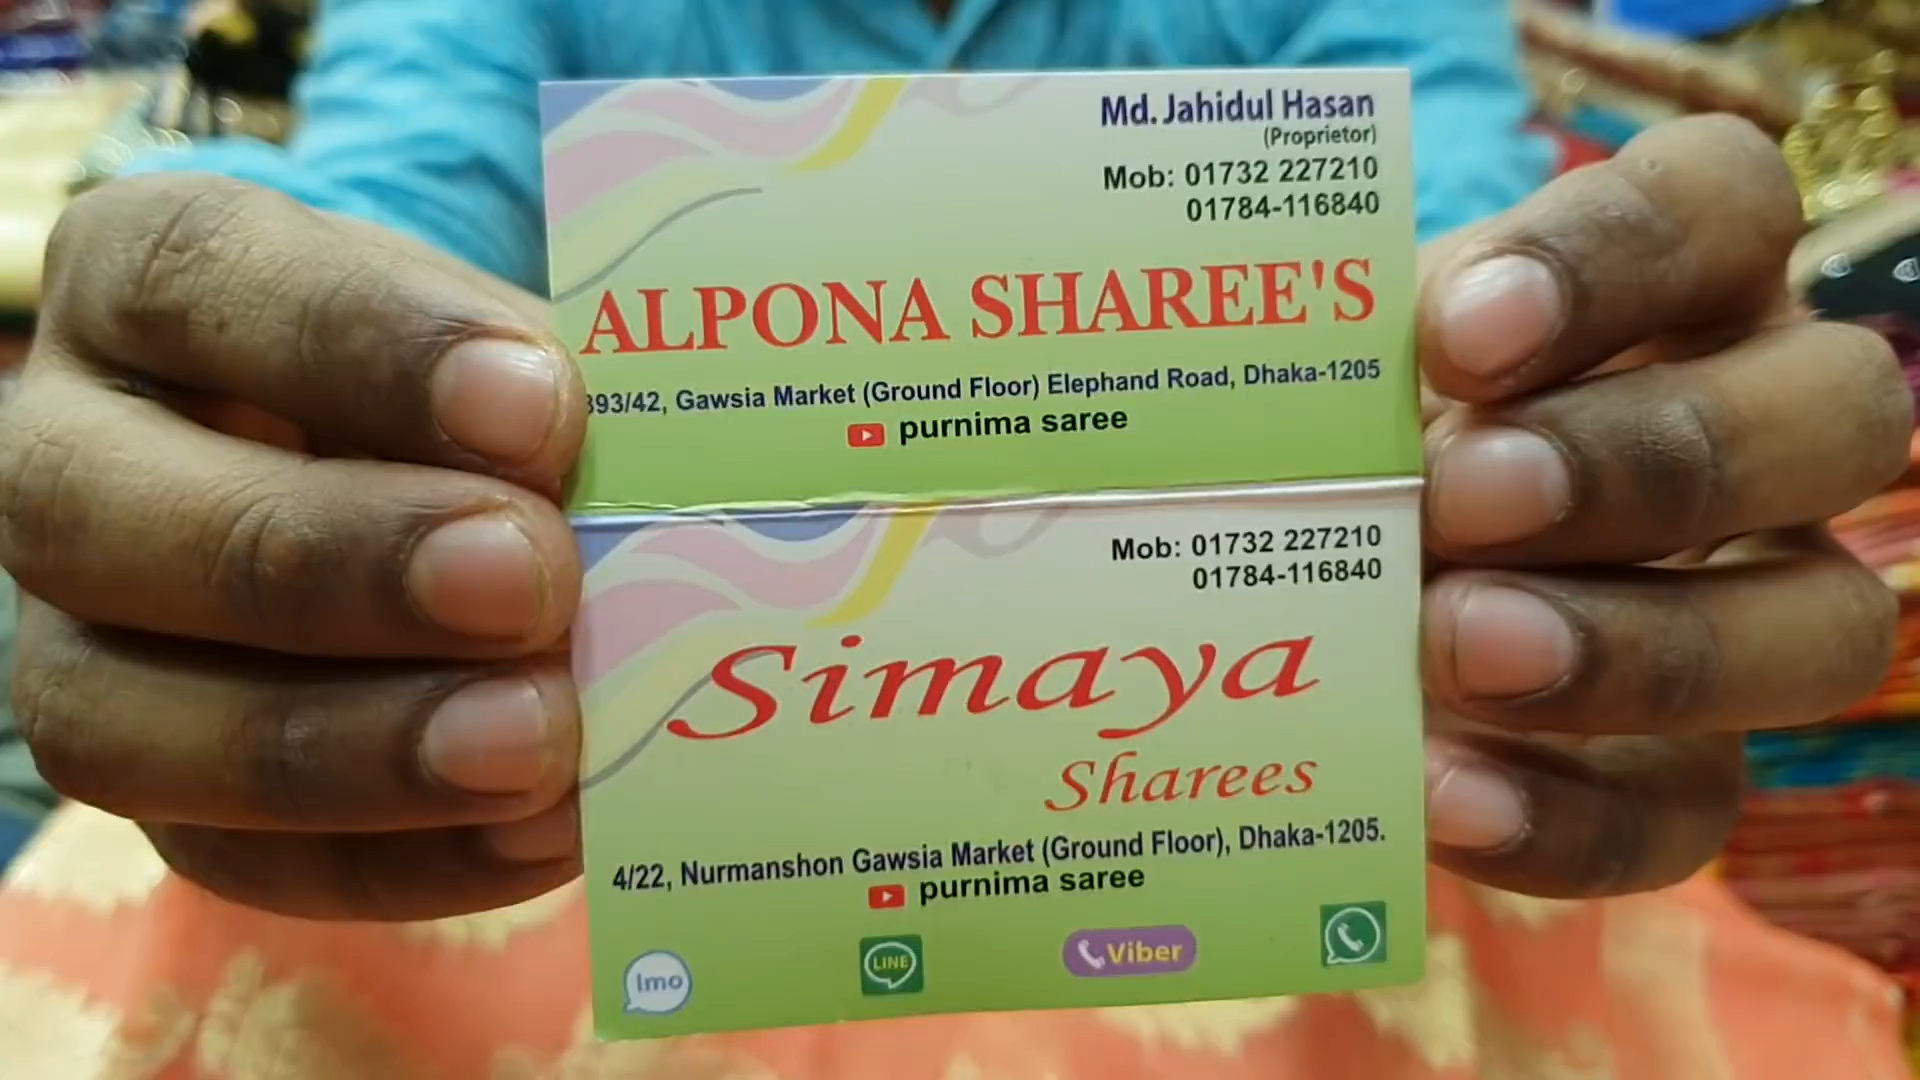 Md. Jahidul Hasan
(Proprietor)
Mob: 01732 227210
01784-116840
ALPONA SHAREE'S
393/42, Gawsia Market (Ground Floor) Elephand Road, Dhaka-1205
purnima saree
Mob: 01732 227210
01784-116840
Simaya
Sharees
4/22, Nurmanshon Gawsia Market (Ground Floor), Dhaka-1205.
purnima saree
Imo
LINE
Viber